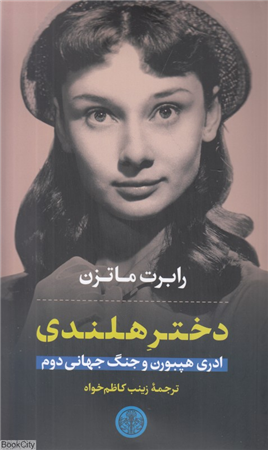 رابرت ماتزن
دخترِ هلندی
ادری هپبورن و جنگ جهانی دوم
ترجمهٔ زینب کاظم‌خواه
BookCity